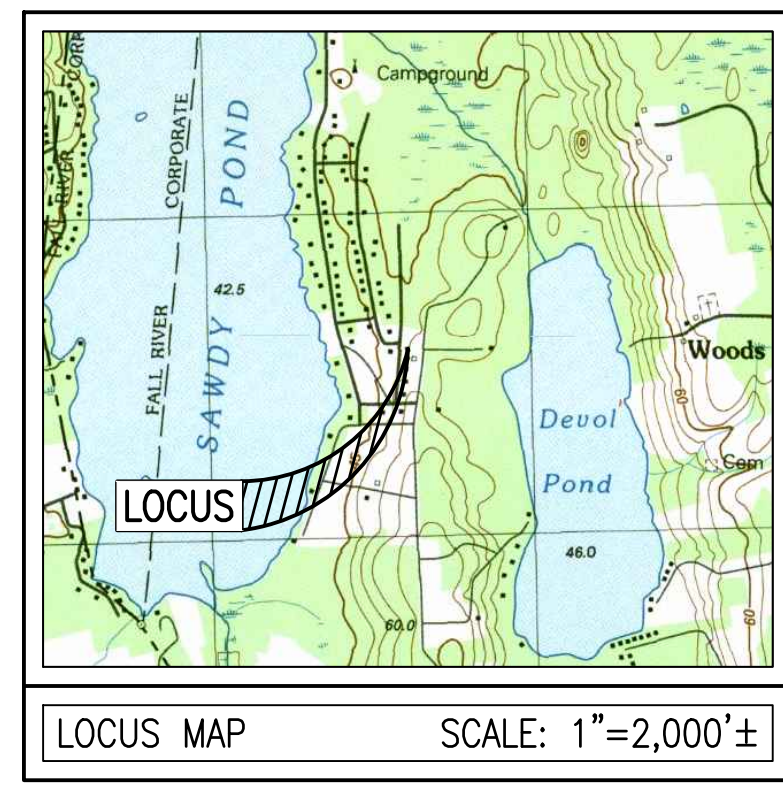 CORP
FALL RIVER
CORPORATE
FALL RIVER
SAWDY POND
Campground
42.5
Woods
Devol
Pond
60
Cem
46.0
60.0
60
LOCUS
LOCUS MAP
SCALE: 1"=2,000'±